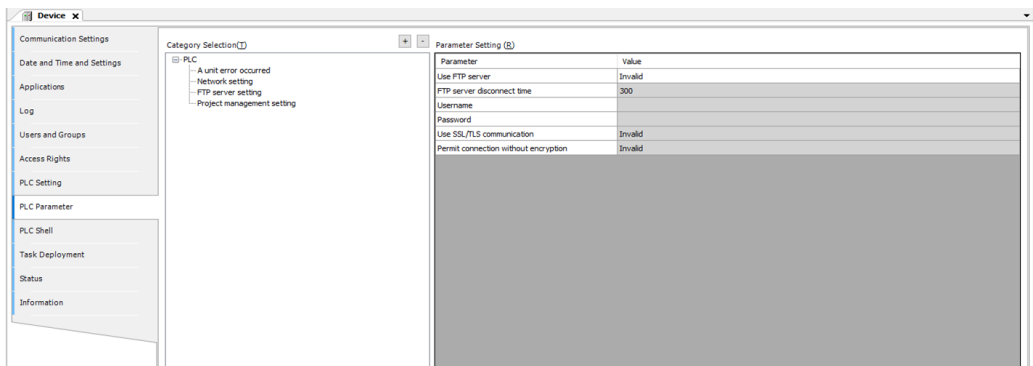 Device
Communication Settings
Date and Time and Settings
Applications
Log
Users and Groups
Access Rights
PLC Setting
PLC Parameter
PLC Shell
Task Deployment
Status
Information
Category Selection(T)
+ -
PLC
A unit error occurred
Network setting
FTP server setting
Project management setting
Parameter Setting (R)
Parameter Value
Use FTP server Invalid
FTP server disconnect time 300
Username
Password
Use SSL/TLS communication Invalid
Permit connection without encryption Invalid